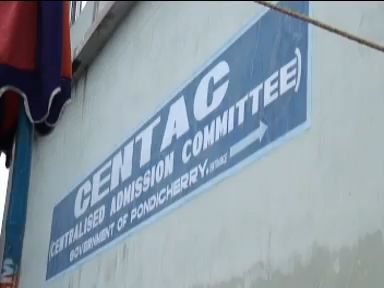 CENTAC
(CENTRALISED ADMISSION COMMITTEE)
GOVERNMENT OF PONDICHERRY.